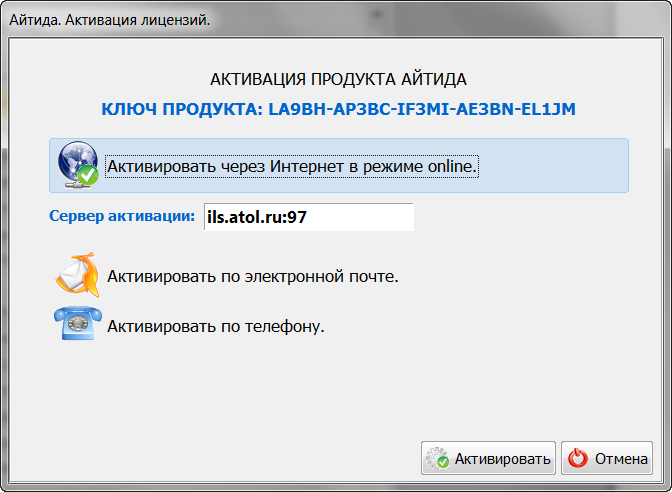 Айтида. Активация лицензий.
АКТИВАЦИЯ ПРОДУКТА АЙТИДА
КЛЮЧ ПРОДУКТА: LA9BH-AP3BC-IF3MI-AE3BN-EL1JM
Активировать через Интернет в режиме online.
Сервер активации: ils.atol.ru:97
Активировать по электронной почте.
Активировать по телефону.
Активировать Отмена